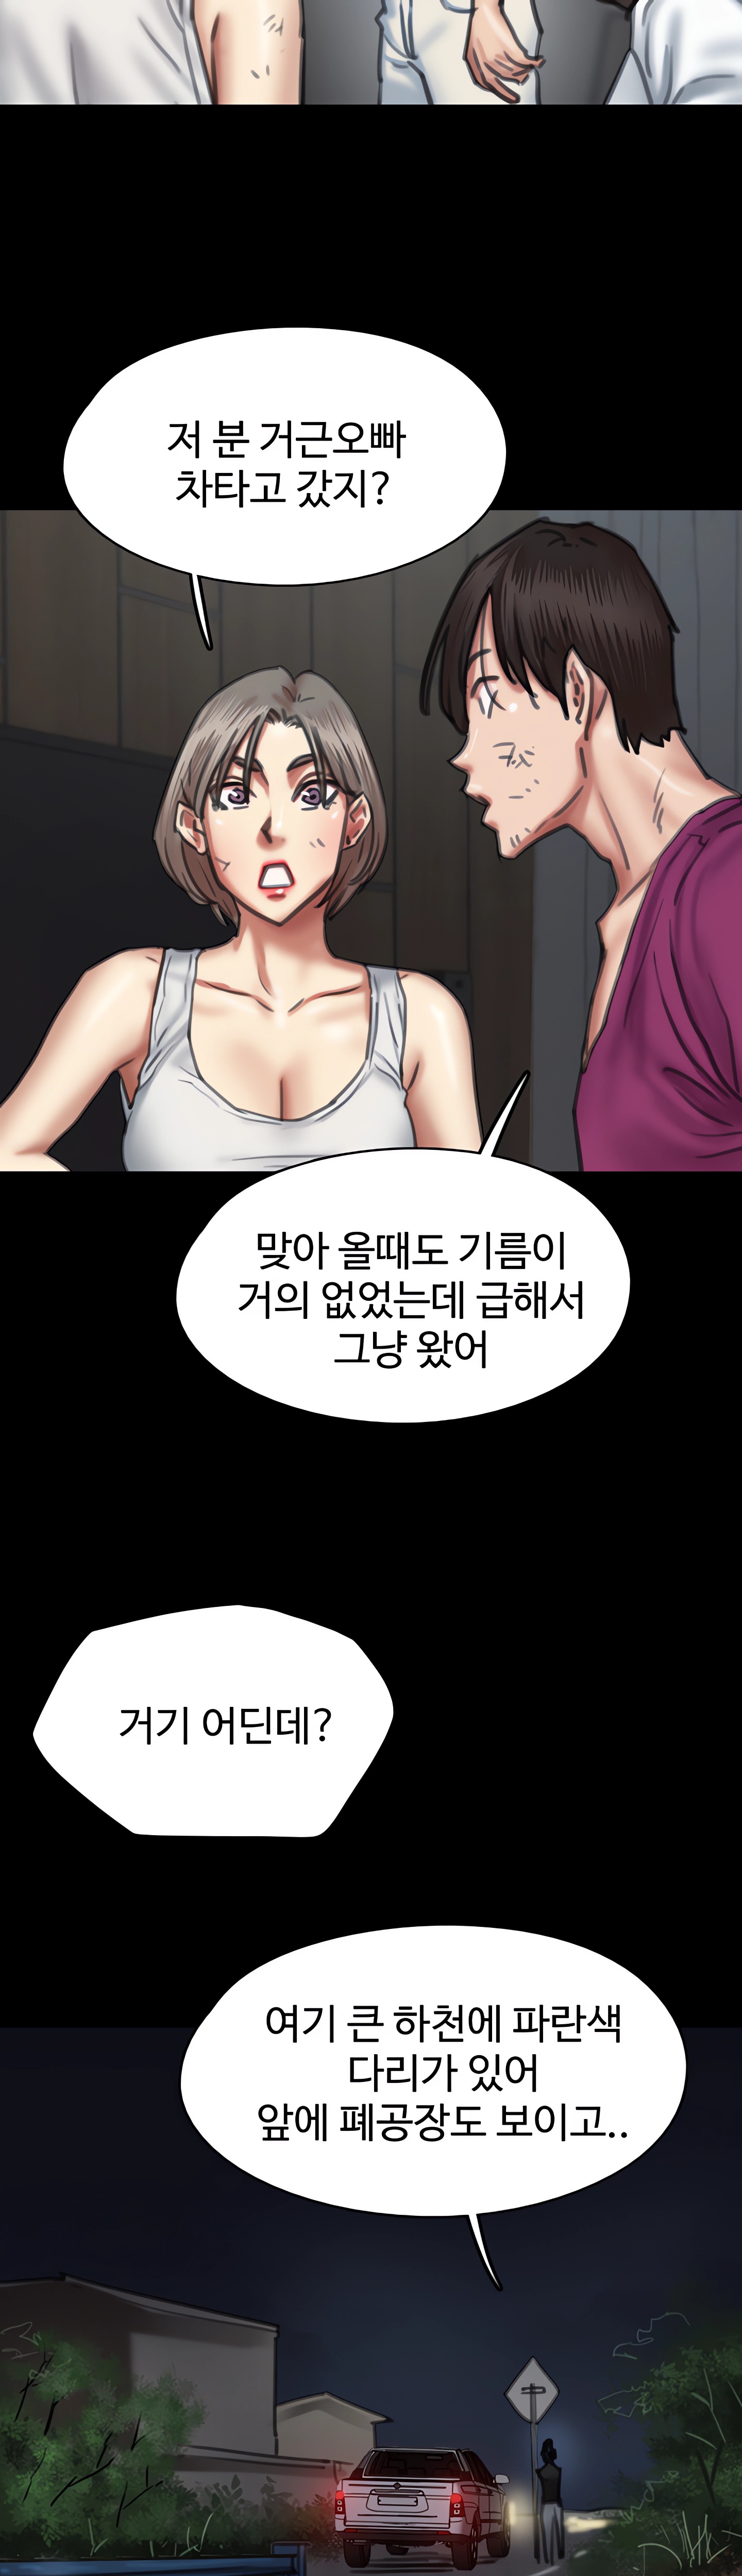 저 분 거근오빠
차타고 갔지?
맞아 올때도 기름이
거의 없었는데 급해서
그냥 왔어
거기 어딘데?
여기 큰 하천에 파란색
다리가 있어
앞에 폐공장도 보이고..